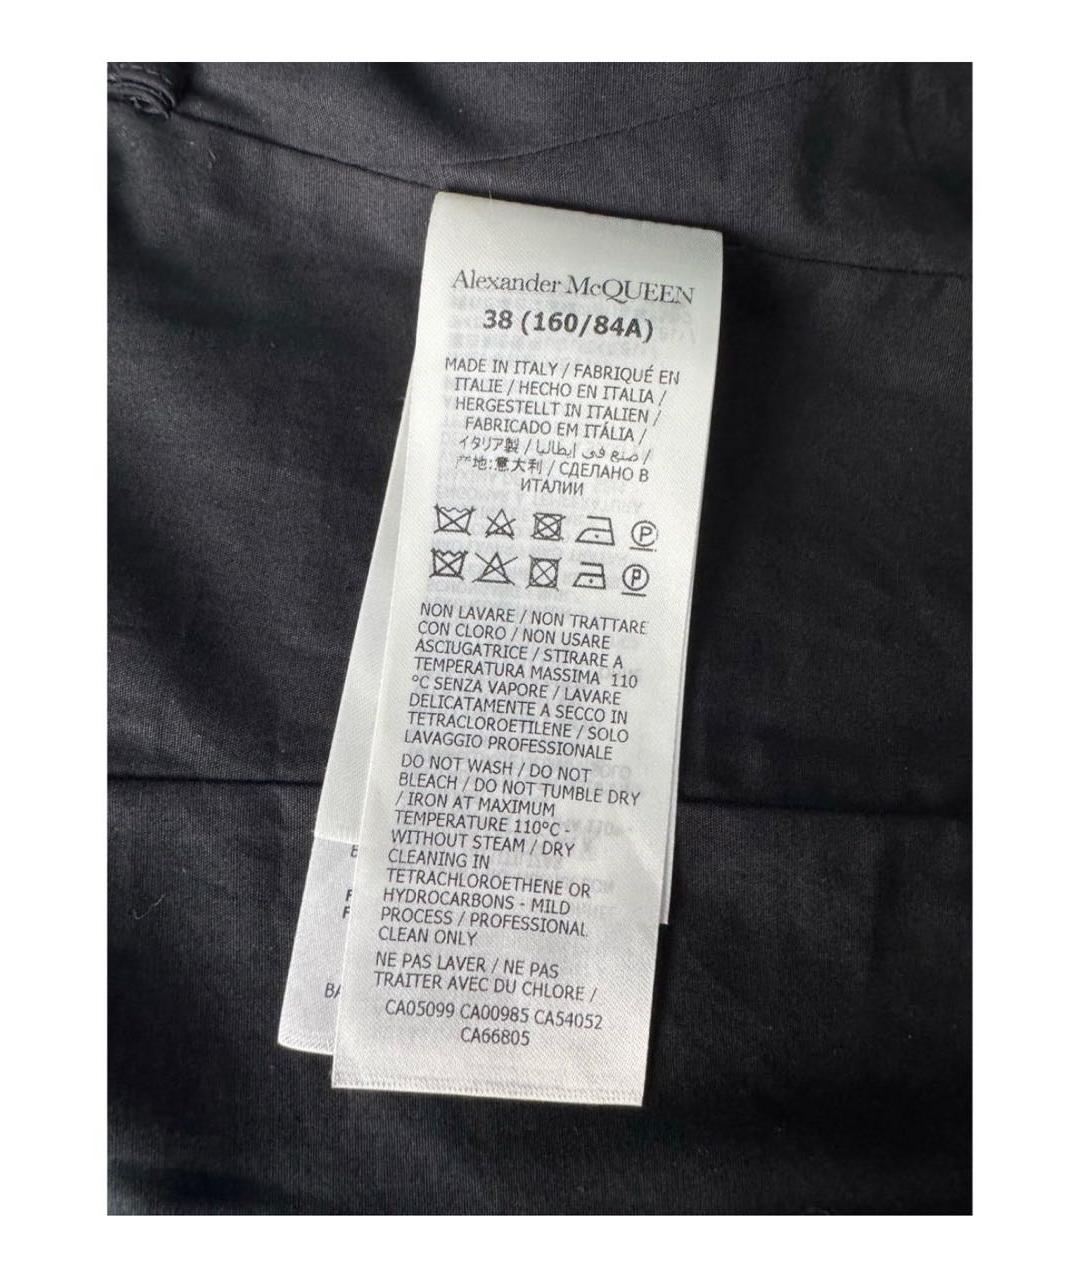 Alexander McQUEEN
38 (160/84A)
MADE IN ITALY / FABRIQUÉ EN
ITALIE / HECHO EN ITALIA /
HERGESTELLT IN ITALIEN /
FABRICADO EM ITÁLIA /
イタリア製 / صنع في إيطاليا /
产地:意大利 / СДЕЛАНО В
ИТАЛИИ
P
P
NON LAVARE / NON TRATTARE
CON CLORO / NON USARE
ASCIUGATRICE / STIRARE A
TEMPERATURA MASSIMA 110
°C SENZA VAPORE / LAVARE
DELICATAMENTE A SECCO IN
TETRACLOROETILENE / SOLO
LAVAGGIO PROFESSIONALE
DO NOT WASH / DO NOT
BLEACH / DO NOT TUMBLE DRY
/ IRON AT MAXIMUM
TEMPERATURE 110°C -
WITHOUT STEAM / DRY
CLEANING IN
TETRACHLOROETHENE OR
HYDROCARBONS - MILD
PROCESS / PROFESSIONAL
CLEAN ONLY
NE PAS LAVER / NE PAS
TRAITER AVEC DU CHLORE /
CA05099 CA00985 CA54052
CA66805